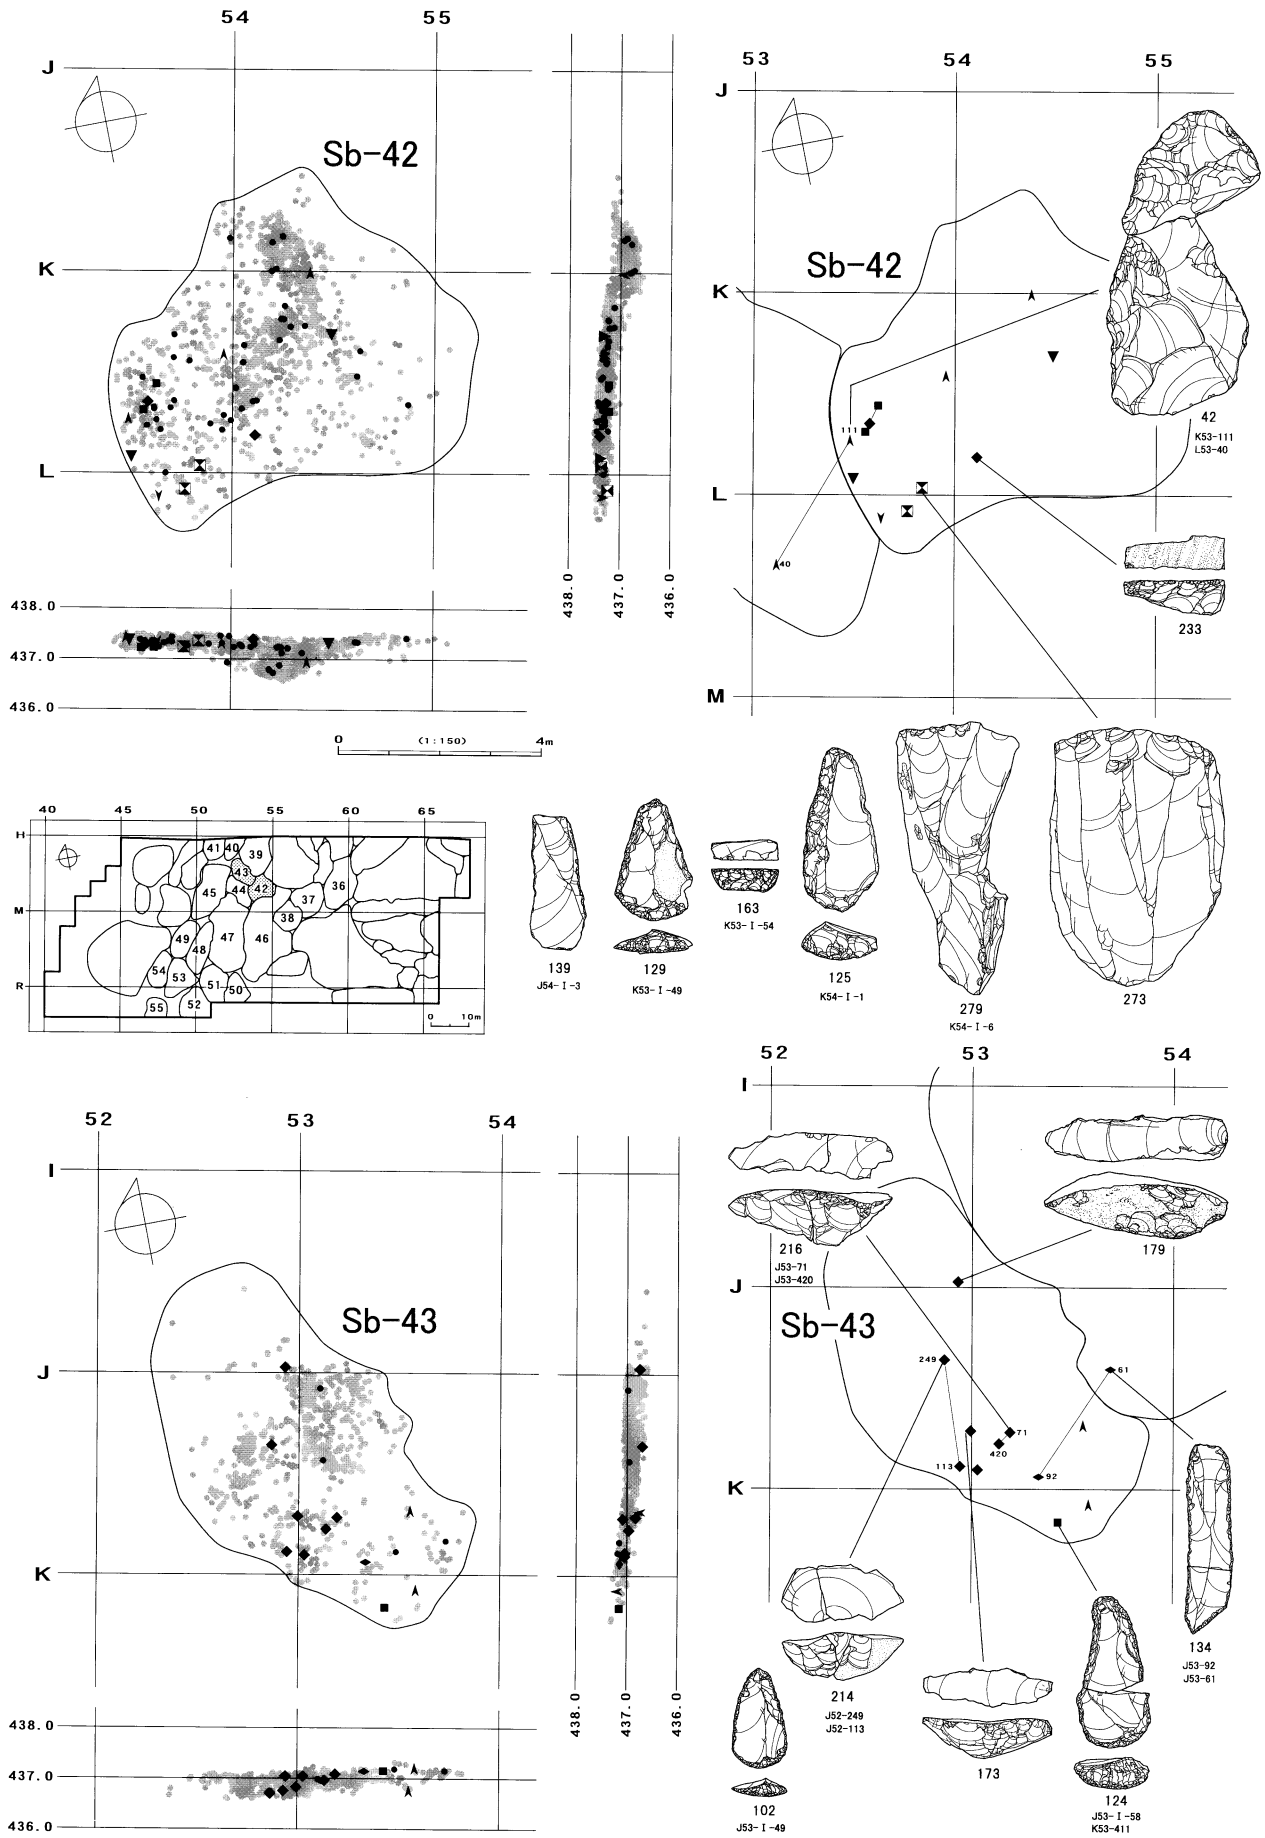 54 55
J
Sb-42
K
L
438.0
437.0
436.0
438.0
437.0
436.0
0 (1:150) 4m
53 54 55
J
Sb-42
K
111
L
40
M
42
K53-111
L53-40
233
139
J54-I-3
129
K53-I-49
163
K53-I-54
125
K54-I-1
279
K54-I-6
273
40 45 50 55 60 65
H
M
R
41 40 39
43
45 44 42
37 36
38
49 48 47 46
54 53
51 50
55 52
0 10m
52 53 54
I
J
Sb-43
K
438.0
437.0
436.0
438.0
437.0
436.0
52 53 54
I
216
J53-71
J53-420
179
J
Sb-43
249
61
71
420
113
92
K
134
J53-92
J53-61
214
J52-249
J52-113
102
J53-I-49
173
124
J53-I-58
K53-411